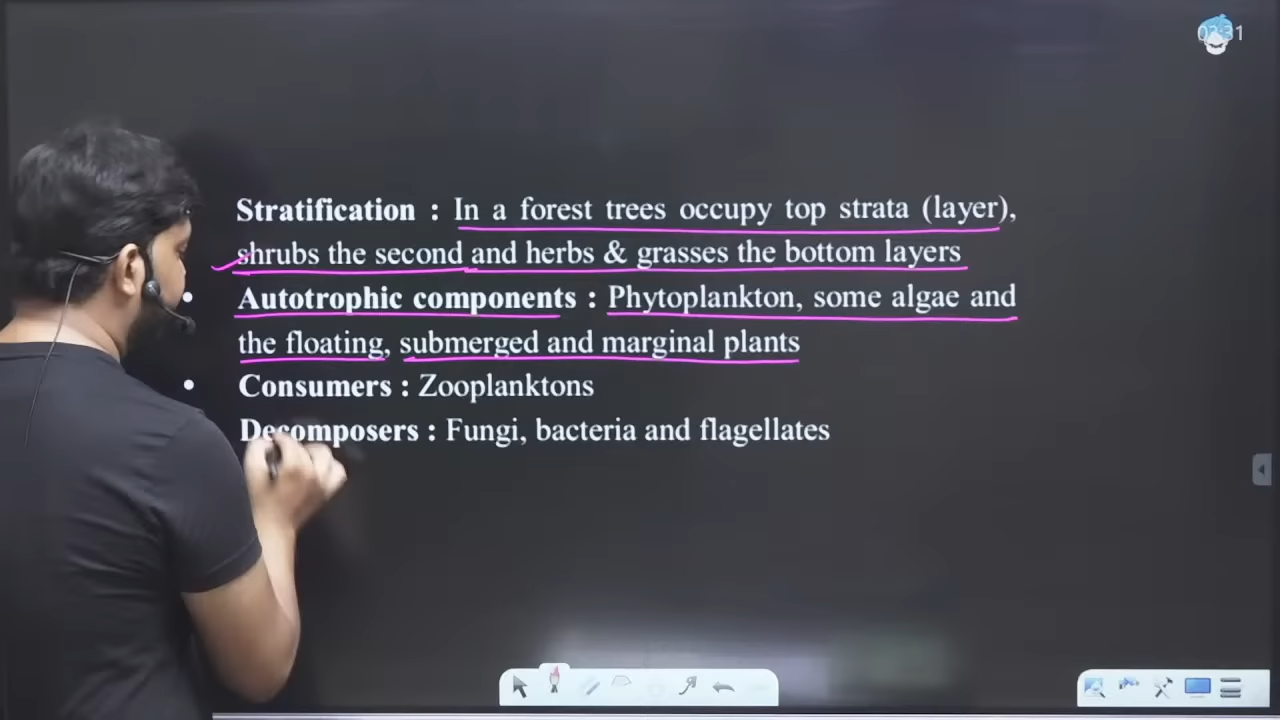 Stratification : In a forest trees occupy top strata (layer),
shrubs the second and herbs & grasses the bottom layers
• Autotrophic components : Phytoplankton, some algae and
the floating, submerged and marginal plants
• Consumers : Zooplanktons
Decomposers : Fungi, bacteria and flagellates